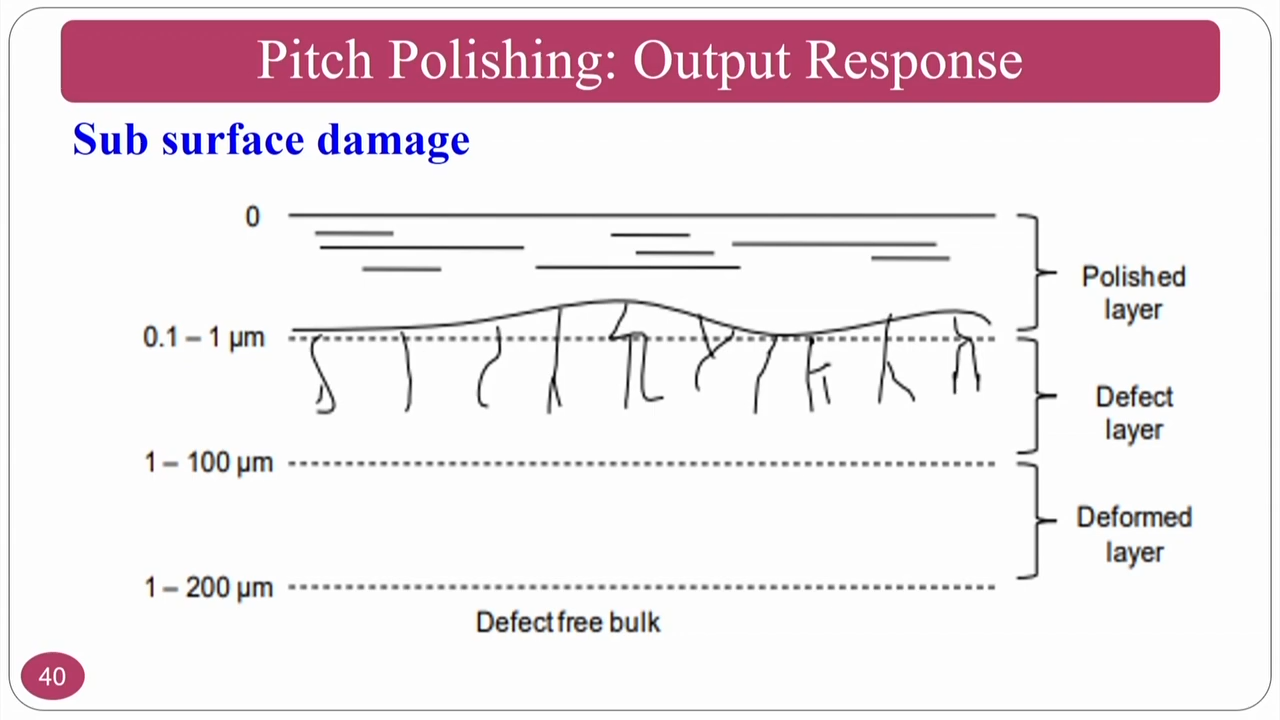 Pitch Polishing: Output Response
Sub surface damage
0
Polished
layer
0.1 – 1 µm
Defect
layer
1 – 100 µm
Deformed
layer
1 – 200 µm
Defect free bulk
40